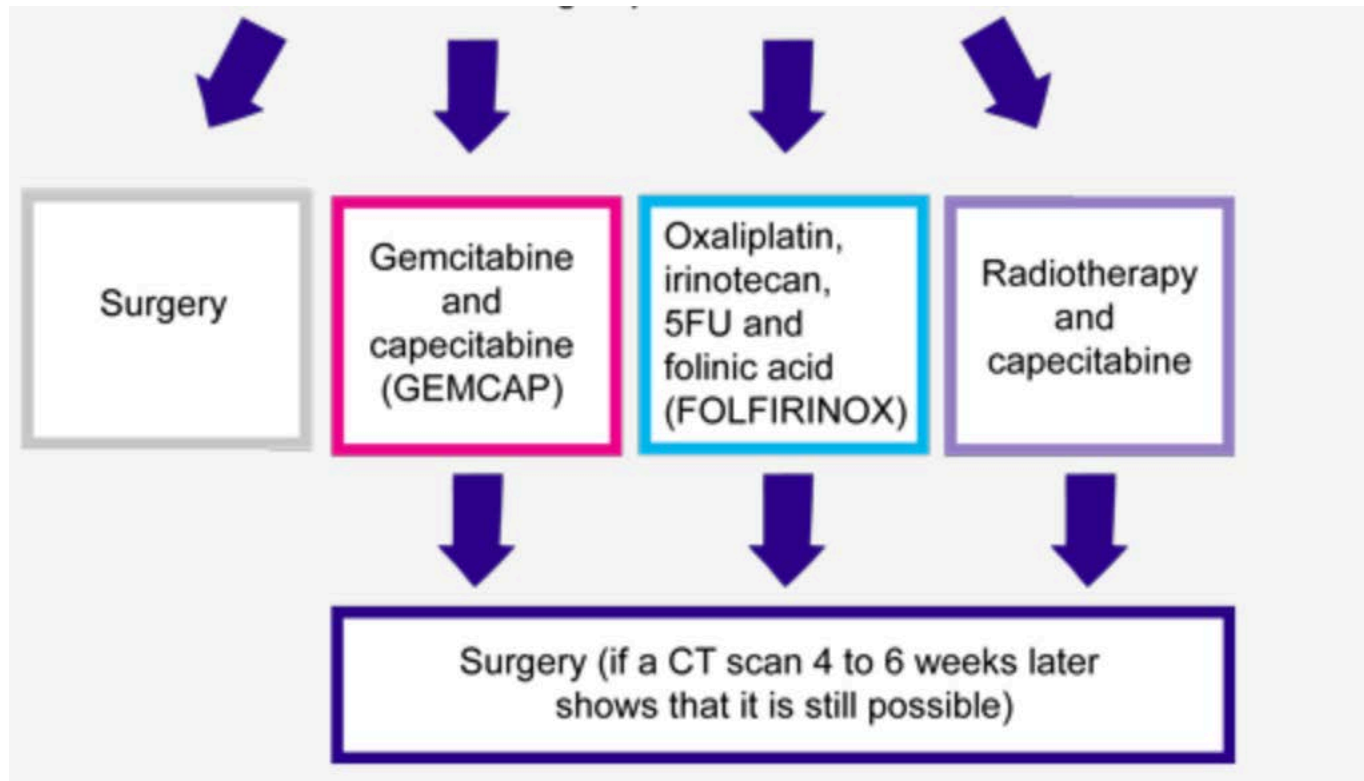 Surgery
Gemcitabine
and
capecitabine
(GEMCAP)
Oxaliplatin,
irinotecan,
5FU and
folinic acid
(FOLFIRINOX)
Radiotherapy
and
capecitabine
Surgery (if a CT scan 4 to 6 weeks later
shows that it is still possible)